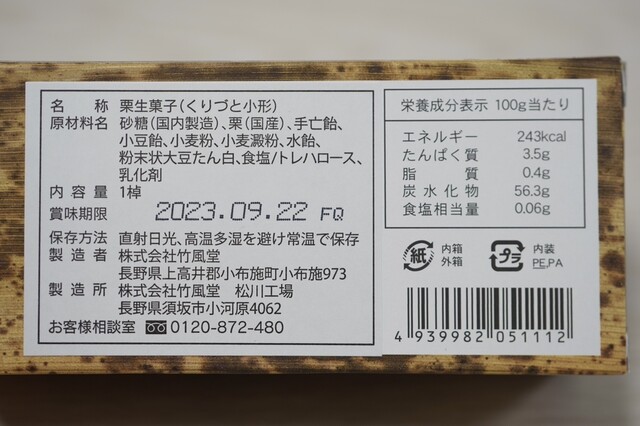 名　　称　栗生菓子(くりづと小形)
原材料名　砂糖(国内製造)、栗(国産)、手亡飴、
小豆飴、小麦粉、小麦澱粉、水飴、
粉末状大豆たん白、食塩/トレハロース、
乳化剤
内 容 量　1棹
賞味期限　2023.09.22 FQ
保存方法　直射日光、高温多湿を避け常温で保存
製 造 者　株式会社竹風堂
長野県上高井郡小布施町小布施973
製 造 所　株式会社竹風堂　松川工場
長野県須坂市小河原4062
お客様相談室　0120-872-480
栄養成分表示 100g当たり
エネルギー　243kcal
たんぱく質　3.5g
脂　　　質　0.4g
炭水化物　56.3g
食塩相当量　0.06g
紙　内箱
外箱
プラ　内装
PE,PA
4 939982 051112